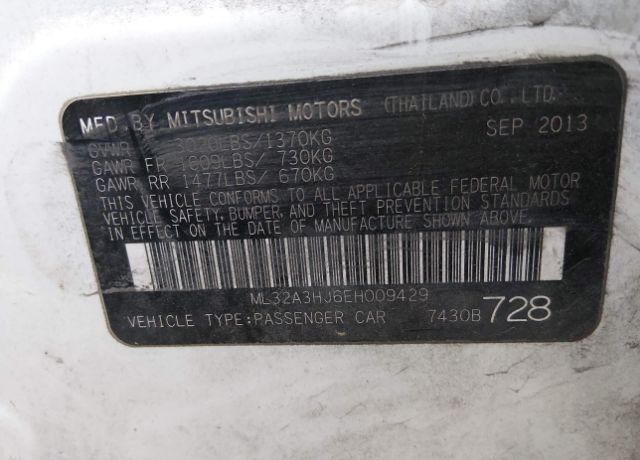 MFD BY MITSUBISHI MOTORS (THAILAND) CO., LTD.
GVWR 3020LBS/1370KG SEP 2013
GAWR FR 1609LBS/ 730KG
GAWR RR 1477LBS/ 670KG
THIS VEHICLE CONFORMS TO ALL APPLICABLE FEDERAL MOTOR
VEHICLE SAFETY, BUMPER, AND THEFT PREVENTION STANDARDS
IN EFFECT ON THE DATE OF MANUFACTURE SHOWN ABOVE.
ML32A3HJ6EH009429
VEHICLE TYPE:PASSENGER CAR 7430B 728